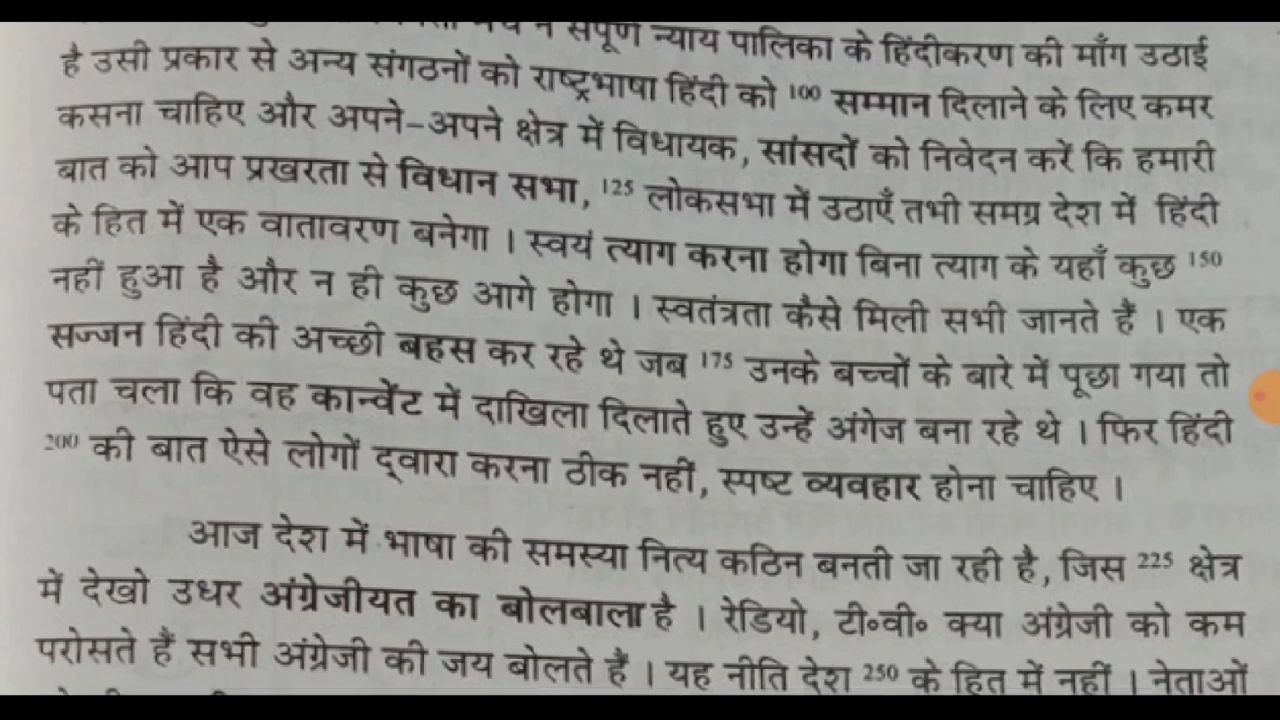 संपूर्ण न्याय पालिका के हिंदीकरण की माँग उठाई
है उसी प्रकार से अन्य संगठनों को राष्ट्रभाषा हिंदी को 100 सम्मान दिलाने के लिए कमर
कसना चाहिए और अपने-अपने क्षेत्र में विधायक, सांसदों को निवेदन करें कि हमारी
बात को आप प्रखरता से विधान सभा, 125 लोकसभा में उठाएँ तभी समग्र देश में हिंदी
के हित में एक वातावरण बनेगा । स्वयं त्याग करना होगा बिना त्याग के यहाँ कुछ 150
नहीं हुआ है और न ही कुछ आगे होगा । स्वतंत्रता कैसे मिली सभी जानते हैं । एक
सज्जन हिंदी की अच्छी बहस कर रहे थे जब 175 उनके बच्चों के बारे में पूछा गया तो
पता चला कि वह कान्वेंट में दाखिला दिलाते हुए उन्हें अंगेज बना रहे थे । फिर हिंदी
200 की बात ऐसे लोगों द्वारा करना ठीक नहीं, स्पष्ट व्यवहार होना चाहिए ।
आज देश में भाषा की समस्या नित्य कठिन बनती जा रही है, जिस 225 क्षेत्र
में देखो उधर अंग्रेजीयत का बोलबाला है । रेडियो, टी॰वी॰ क्या अंग्रेजी को कम
परोसते हैं सभी अंग्रेजी की जय बोलते हैं । यह नीति देश 250 के हित में नहीं । नेताओं